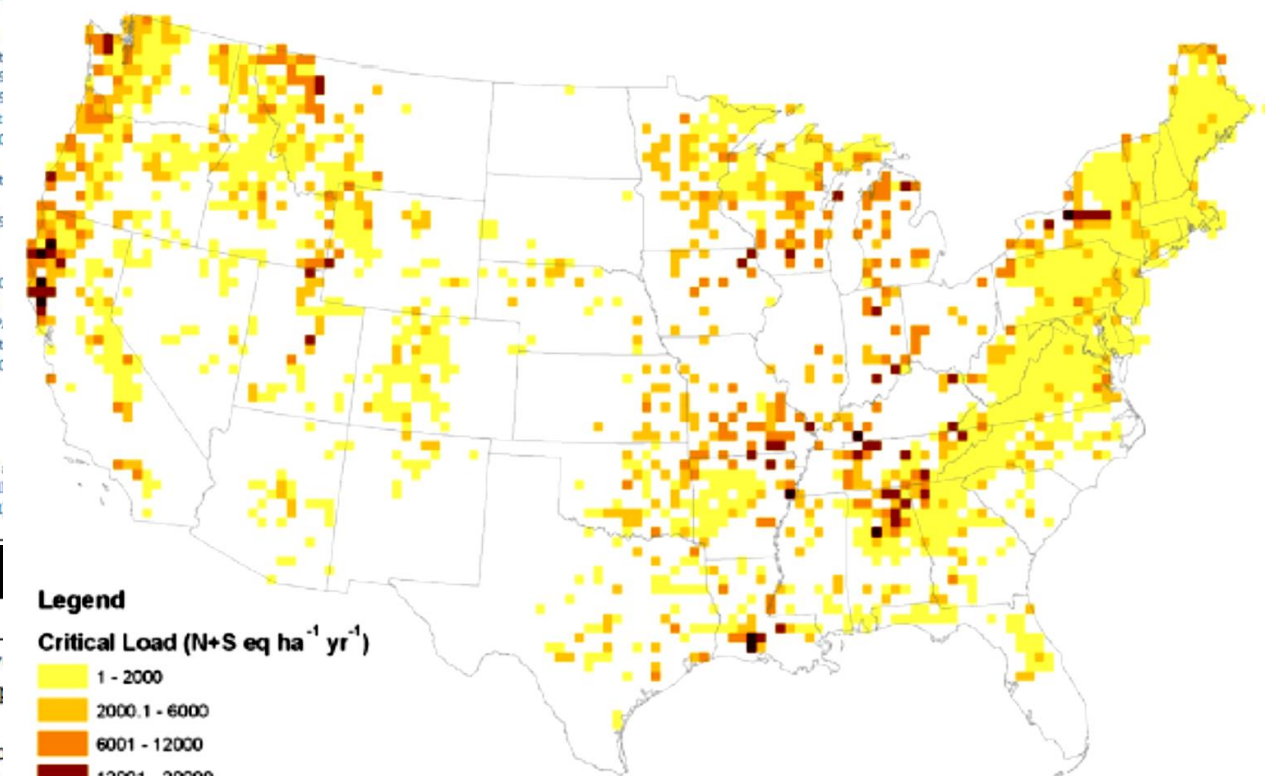 Legend
Critical Load (N+S eq ha⁻¹ yr⁻¹)
1 - 2000
2000.1 - 6000
6001 - 12000